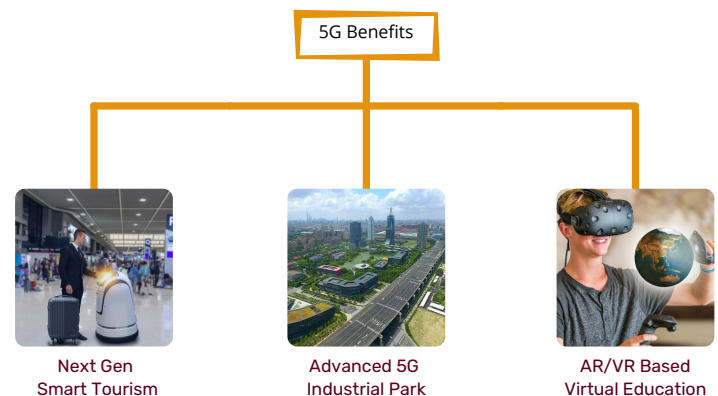 5G Benefits
Next Gen
Smart Tourism
Advanced 5G
Industrial Park
AR/VR Based
Virtual Education